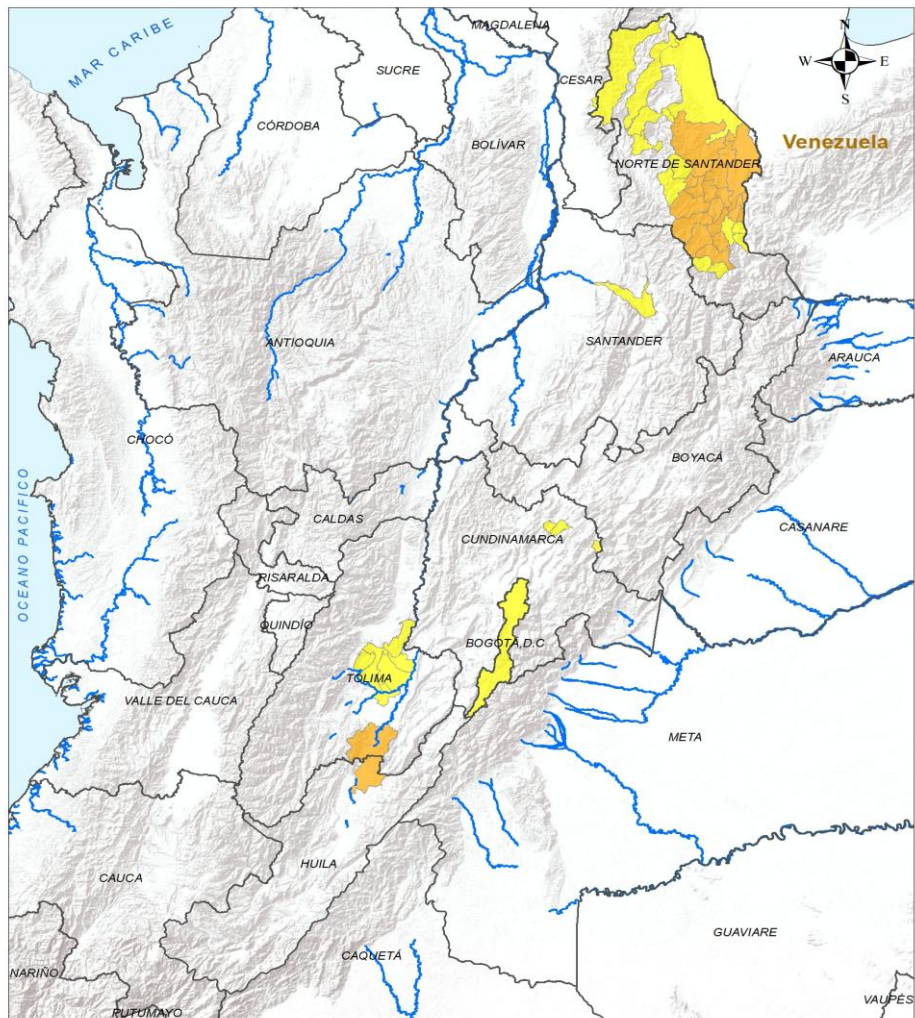 MAGDALENA
MAR CARIBE
N
W E
S
SUCRE
CESAR
CÓRDOBA
BOLÍVAR
Venezuela
NORTE DE SANTANDER
ANTIOQUIA
SANTANDER
ARAUCA
CHOCÓ
BOYACÁ
OCEANO PACIFICO
CALDAS
CUNDINAMARCA
CASANARE
RISARALDA
QUINDÍO
BOGOTÁ,D.C
TOLIMA
VALLE DEL CAUCA
META
HUILA
CAUCA
GUAVIARE
CAQUETÁ
NARIÑO
VAUPÉS
PUTUMAYO